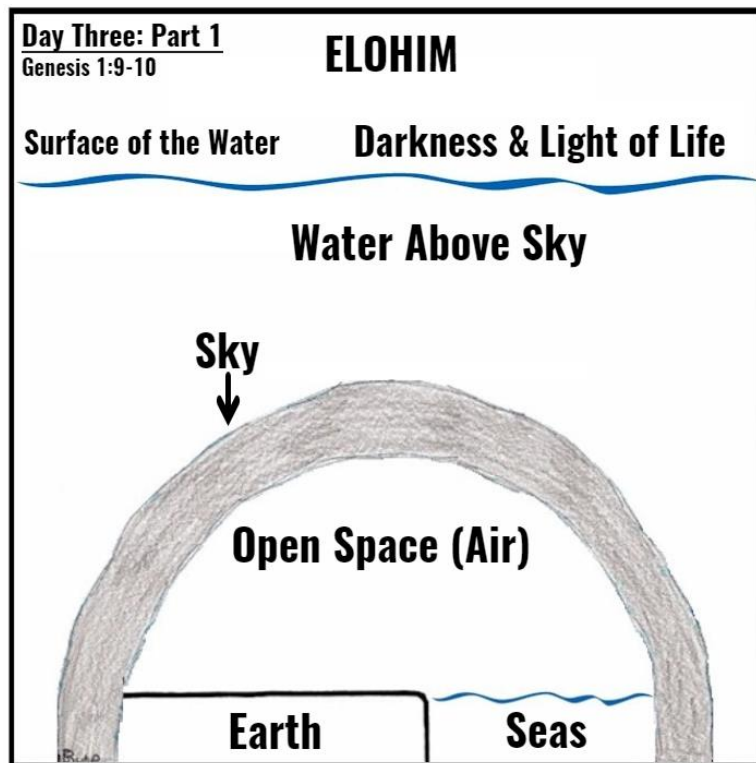 Day Three: Part 1
ELOHIM
Genesis 1:9-10
Surface of the Water
Darkness & Light of Life
Water Above Sky
Sky
Open Space (Air)
Earth
Seas